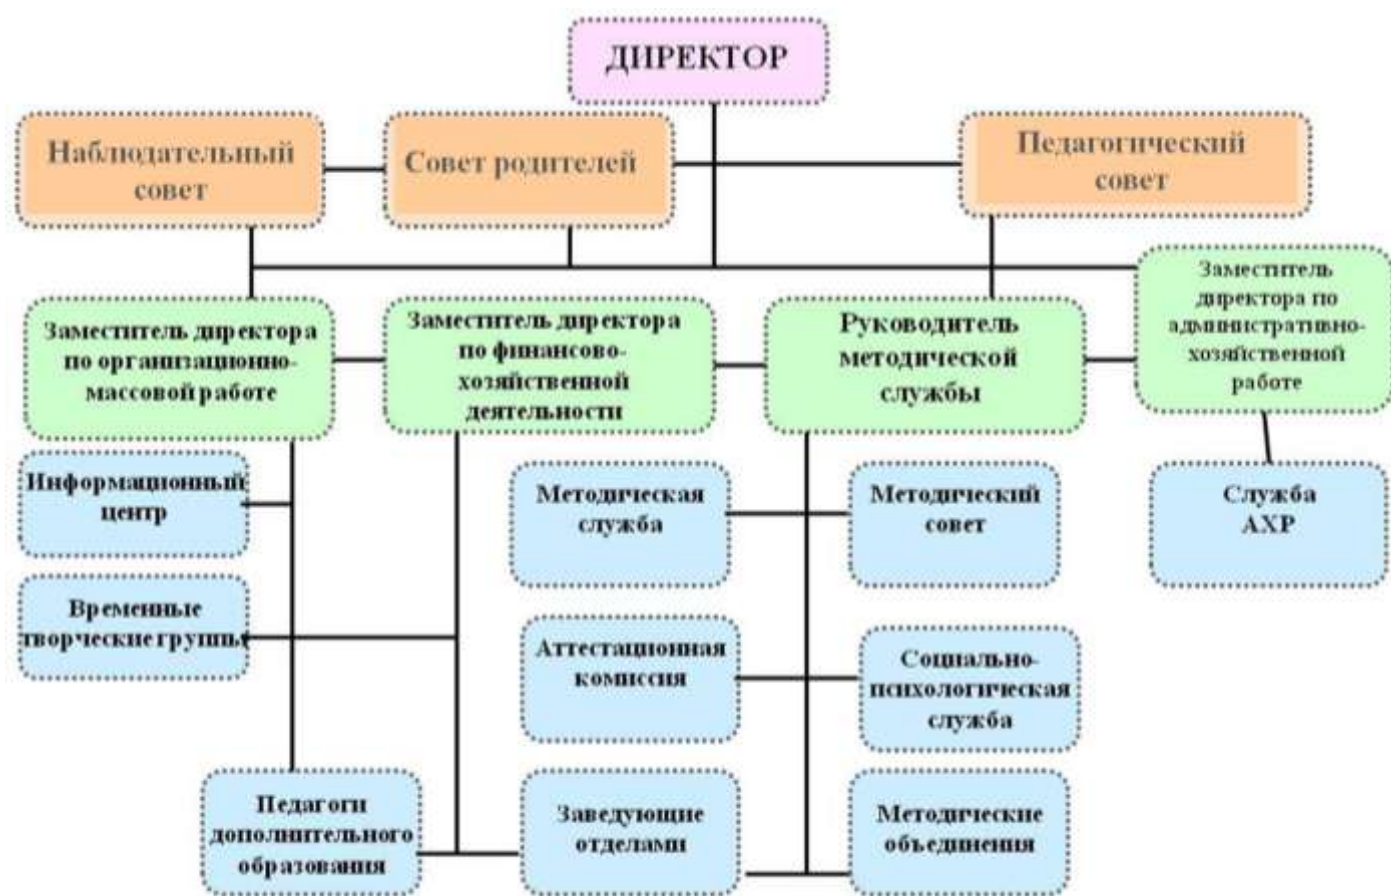 ДИРЕКТОР
Наблюдательный
совет
Совет родителей
Педагогический
совет
Заместитель директора
по организационно-
массовой работе
Заместитель директора
по финансово-
хозяйственной
деятельности
Руководитель
методической
службы
Заместитель
директора по
административно-
хозяйственной
работе
Информационный
центр
Методическая
служба
Методический
совет
Служба
АХР
Временные
творческие группы
Аттестационная
комиссия
Социально-
психологическая
служба
Педагоги
дополнительного
образования
Заведующие
отделами
Методические
объединения